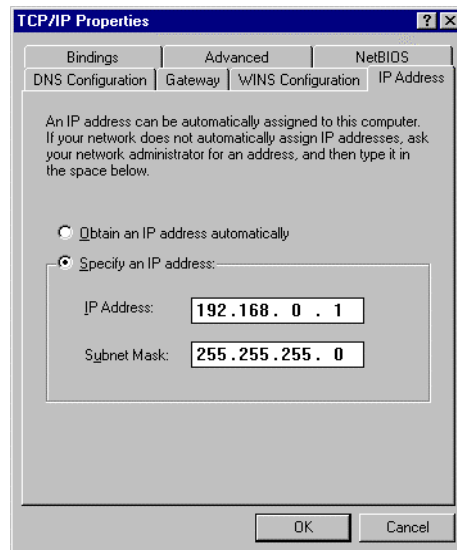 TCP/IP Properties ? ×
Bindings Advanced NetBIOS
DNS Configuration Gateway WINS Configuration IP Address
An IP address can be automatically assigned to this computer.
If your network does not automatically assign IP addresses, ask
your network administrator for an address, and then type it in
the space below.
Obtain an IP address automatically
Specify an IP address:
IP Address: 192.168. 0 . 1
Subnet Mask: 255.255.255. 0
OK Cancel